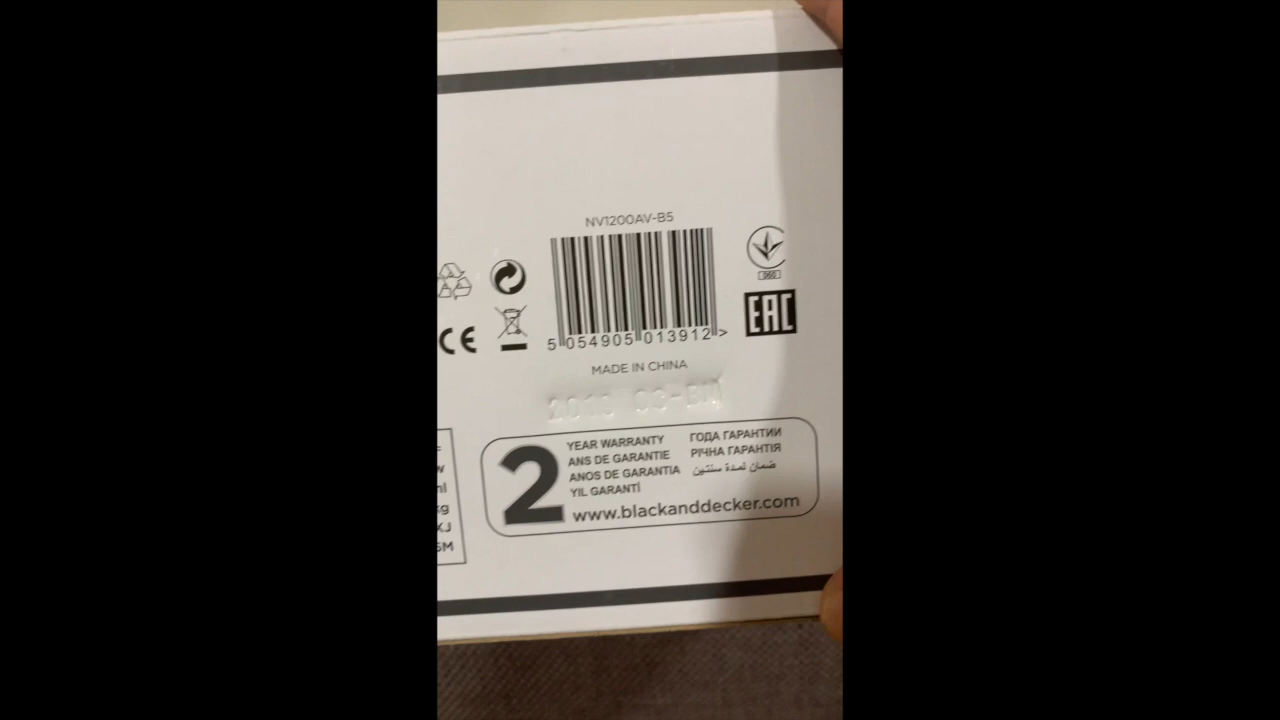 NV1200AV-B5
5 054905 013912 >
CE
EAC
MADE IN CHINA
2
YEAR WARRANTY
ANS DE GARANTIE
ANOS DE GARANTIA
YIL GARANTİ
ГОДА ГАРАНТИИ
РІЧНА ГАРАНТІЯ
ضمان لمدة سنتين
www.blackanddecker.com